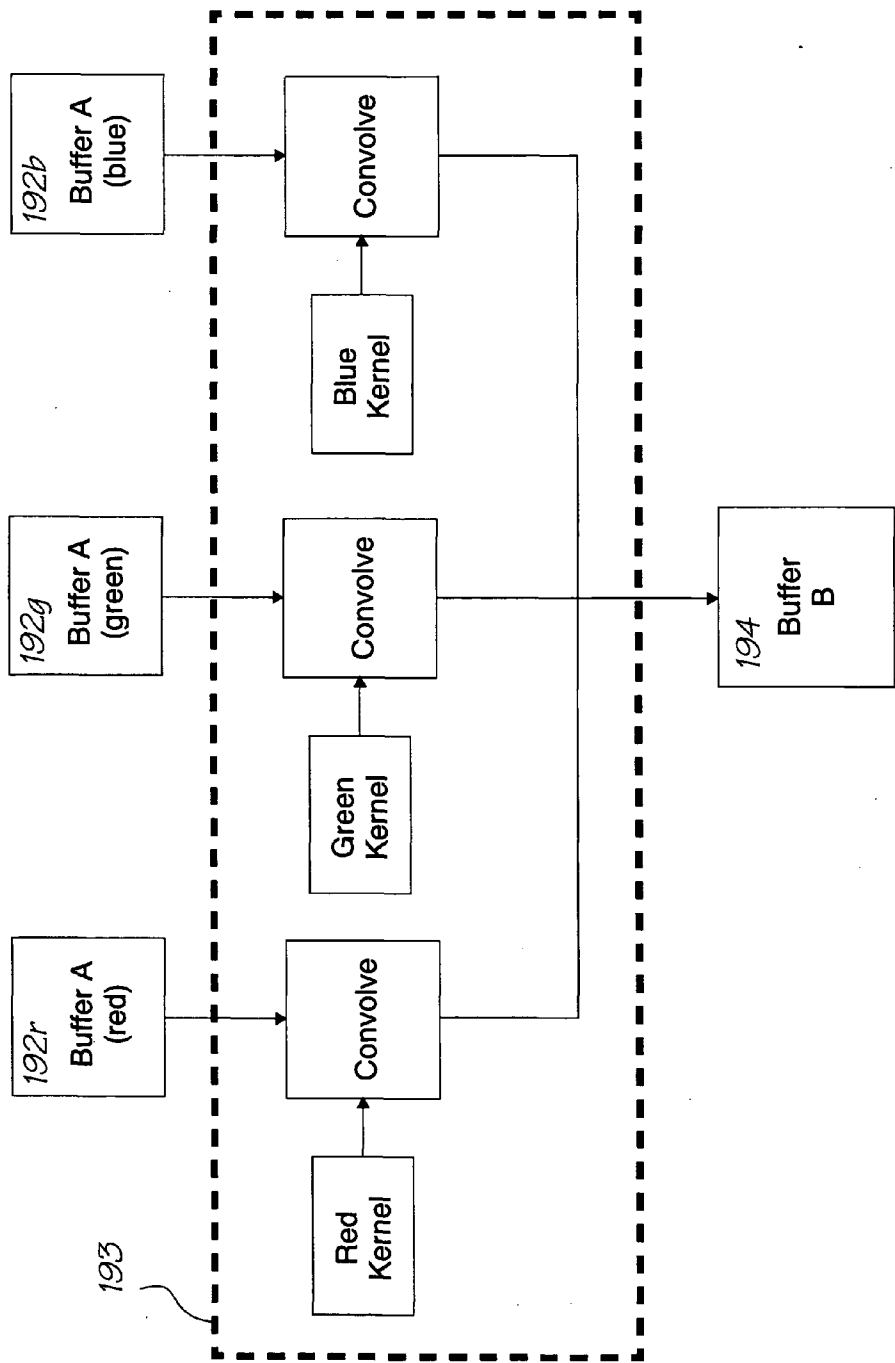 192r
Buffer A
(red)
192g
Buffer A
(green)
192b
Buffer A
(blue)
193
Red
Kernel
Convolve
Green
Kernel
Convolve
Blue
Kernel
Convolve
194
Buffer
B